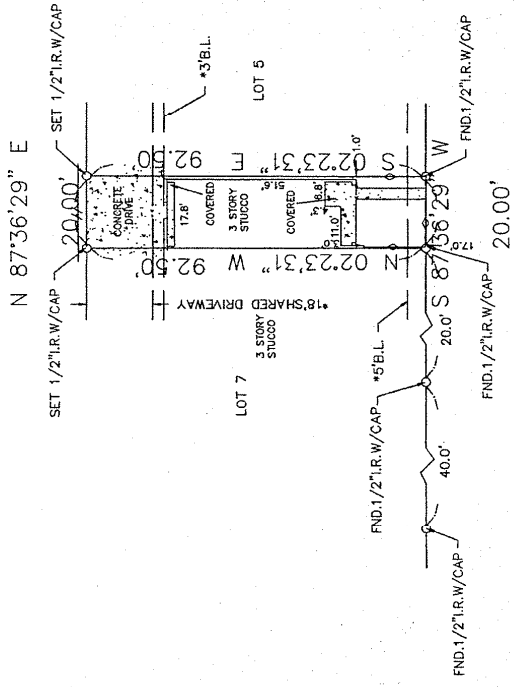 N 87°36'29" E
SET 1/2"I.R.W/CAP
SET 1/2"I.R.W/CAP
20.00'
CONCRETE
DRIVE
*3'B.L.
LOT 5
LOT 7
*18'SHARED DRIVEWAY
3 STORY
STUCCO
N 02°23'31" W 92.50'
S 02°23'31" E 92.50'
17.8'
COVERED
3 STORY
STUCCO
51.6'
COVERED
11.0'
8.8'
1.0'
*5'B.L.
S 87°36'29" W
17.0'
20.00'
20.0'
40.0'
FND.1/2"I.R.W/CAP
FND.1/2"I.R.W/CAP
FND.1/2"I.R.W/CAP
FND.1/2"I.R.W/CAP